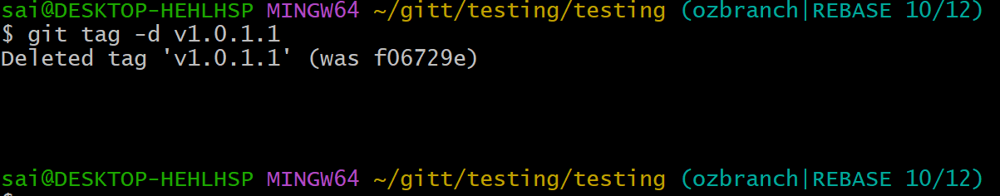 sai@DESKTOP-HEHLHSP MINGW64 ~/gitt/testing/testing (ozbranch|REBASE 10/12)
$ git tag -d v1.0.1.1
Deleted tag 'v1.0.1.1' (was f06729e)
sai@DESKTOP-HEHLHSP MINGW64 ~/gitt/testing/testing (ozbranch|REBASE 10/12)